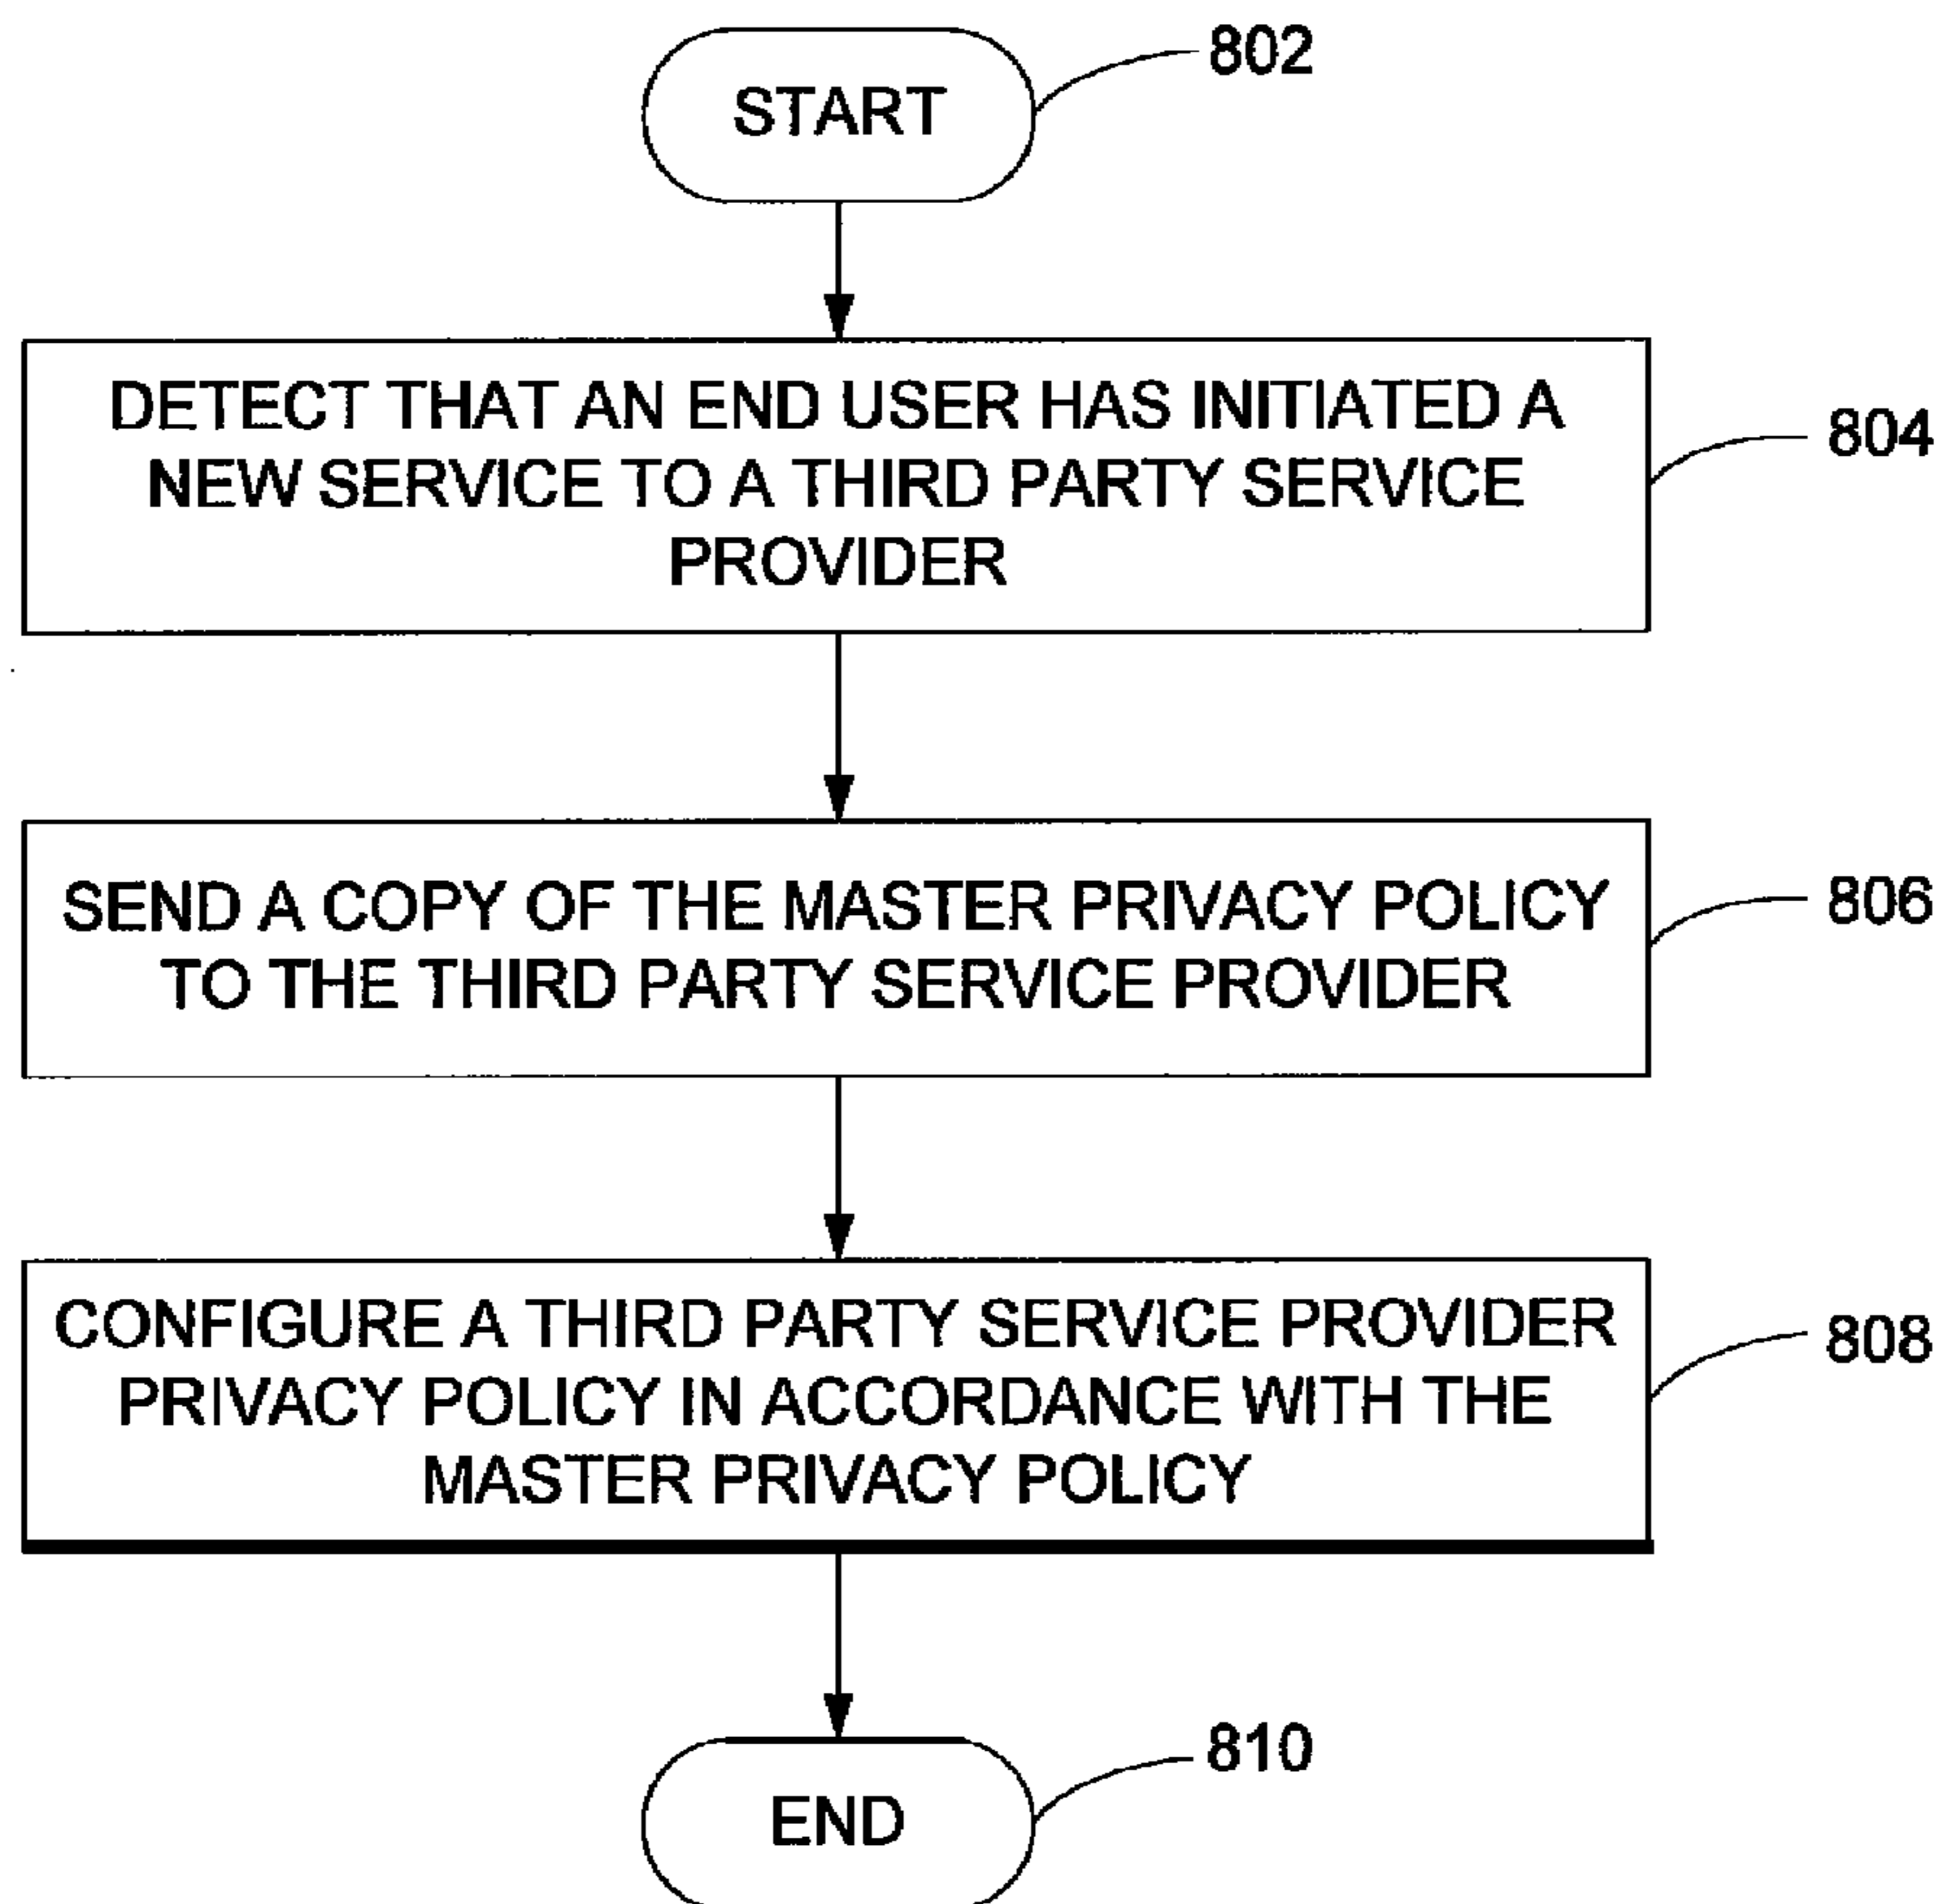 802
START
DETECT THAT AN END USER HAS INITIATED A
NEW SERVICE TO A THIRD PARTY SERVICE
PROVIDER
804
SEND A COPY OF THE MASTER PRIVACY POLICY
TO THE THIRD PARTY SERVICE PROVIDER
806
CONFIGURE A THIRD PARTY SERVICE PROVIDER
PRIVACY POLICY IN ACCORDANCE WITH THE
MASTER PRIVACY POLICY
808
810
END